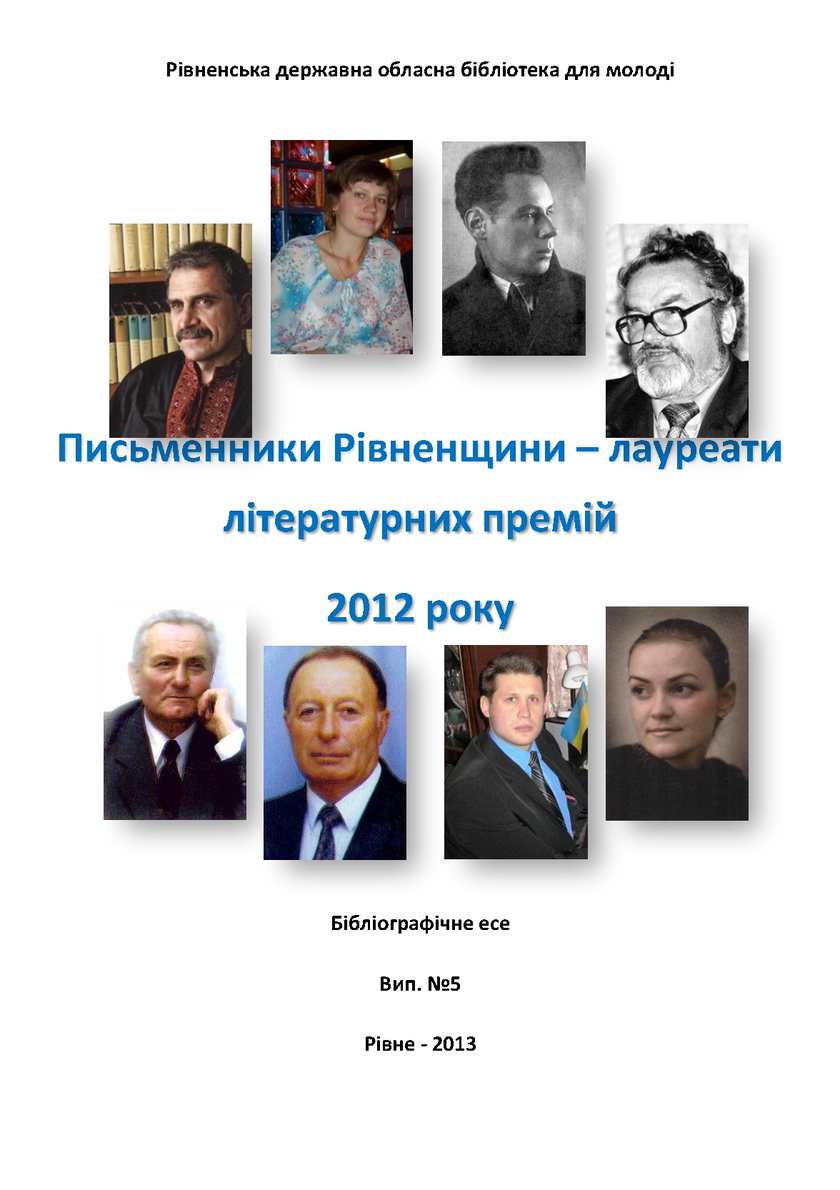 Рівненська державна обласна бібліотека для молоді
Письменники Рівненщини – лауреати
літературних премій
2012 року
Бібліографічне есе
Вип. №5
Рівне - 2013